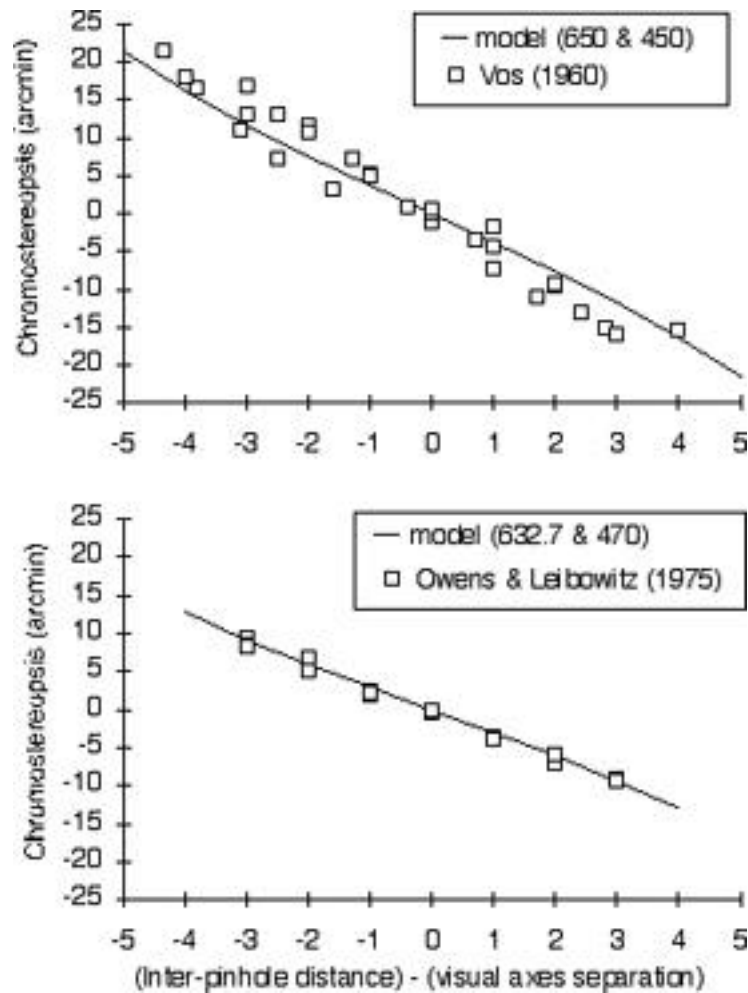 25
20
15
10
5
0
-5
-10
-15
-20
-25
Chromostereupsis (arcmin)
model (650 & 450)
Vos (1960)
-5 -4 -3 -2 -1 0 1 2 3 4 5
25
20
15
10
5
0
-5
-10
-15
-20
-25
Chromostereupsis (arcmin)
model (632.7 & 470)
Owens & Leibowitz (1975)
-5 -4 -3 -2 -1 0 1 2 3 4 5
(Inter-pinhole distance) - (visual axes separation)